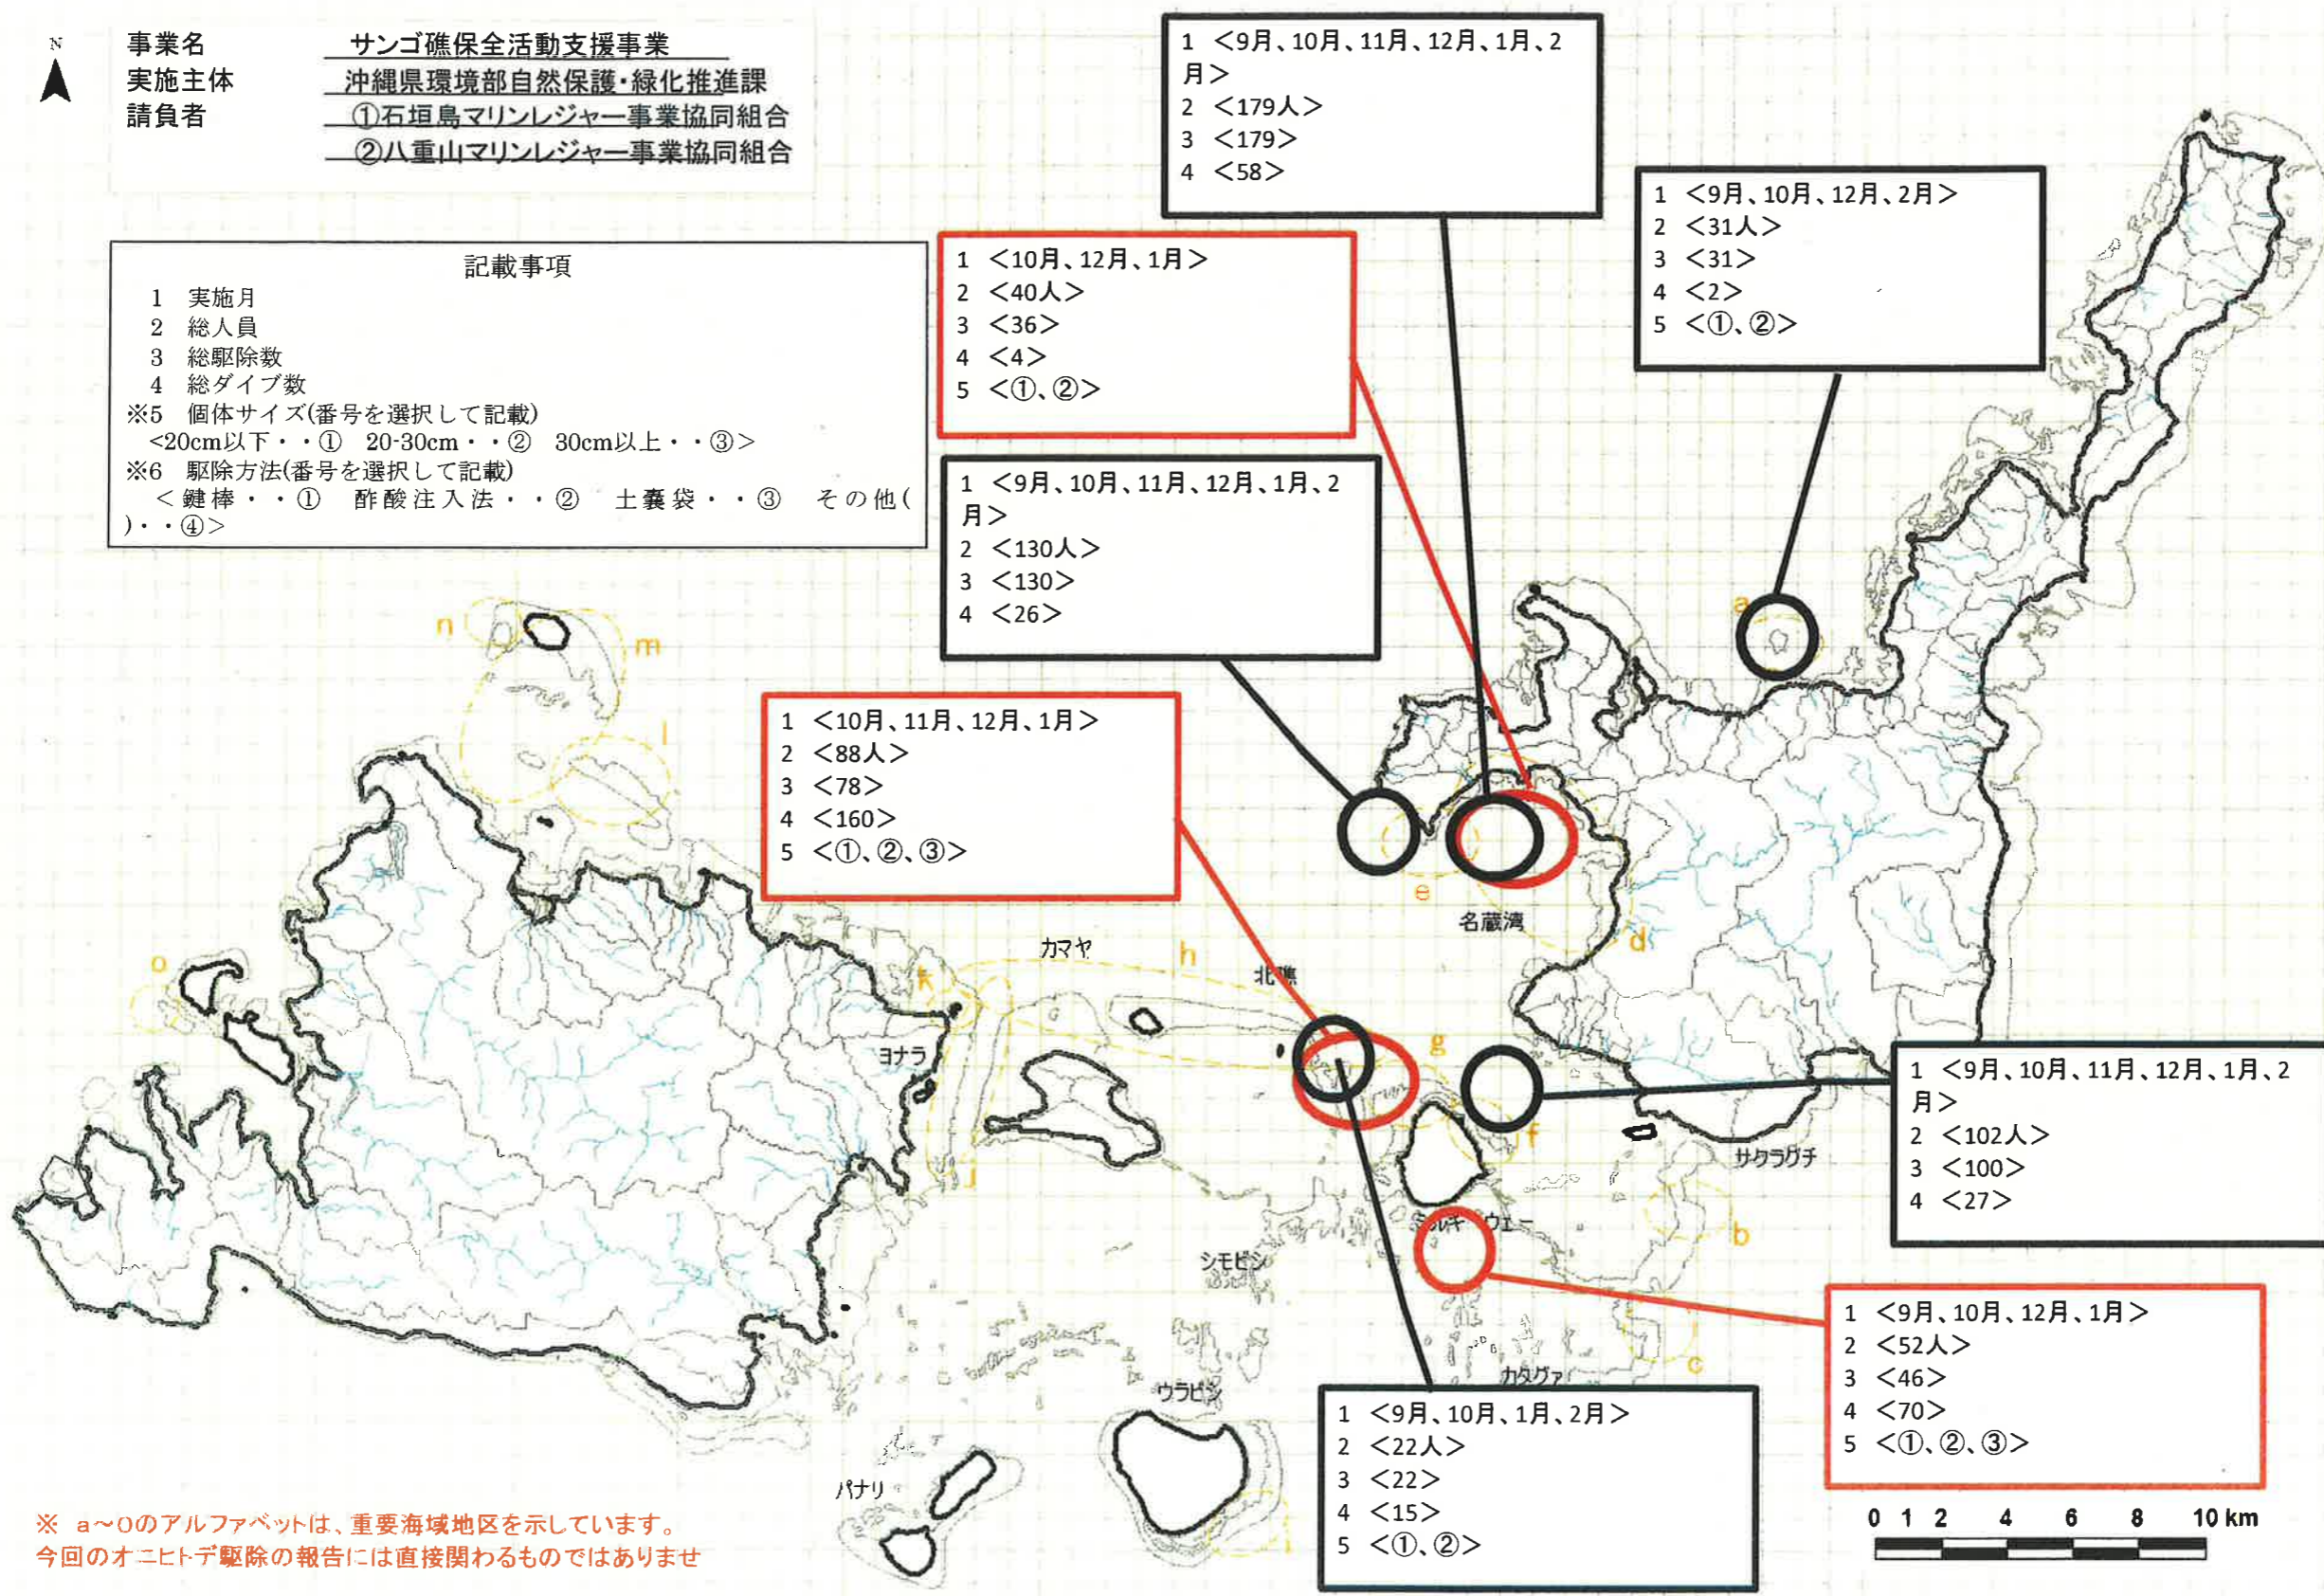 N
事業名 サンゴ礁保全活動支援事業
実施主体 沖縄県環境部自然保護・緑化推進課
請負者 ①石垣島マリンレジャー事業協同組合
②八重山マリンレジャー事業協同組合
記載事項
1 実施月
2 総人員
3 総駆除数
4 総ダイブ数
※5 個体サイズ(番号を選択して記載)
<20cm以下・・① 20-30cm・・② 30cm以上・・③>
※6 駆除方法(番号を選択して記載)
<鍵棒・・① 酢酸注入法・・② 土嚢袋・・③ その他(
)・・④>
1 <9月、10月、11月、12月、1月、2
月>
2 <179人>
3 <179>
4 <58>
1 <9月、10月、12月、2月>
2 <31人>
3 <31>
4 <2>
5 <①、②>
1 <10月、12月、1月>
2 <40人>
3 <36>
4 <4>
5 <①、②>
1 <9月、10月、11月、12月、1月、2
月>
2 <130人>
3 <130>
4 <26>
1 <10月、11月、12月、1月>
2 <88人>
3 <78>
4 <160>
5 <①、②、③>
a
n
m
l
e
名蔵湾
d
カマヤ
h
北礁
o
k
ヨナラ
g
f
j
サクラグチ
b
ミルキーウェー
シモビシ
c
カタグァ
ウラビシ
i
パナリ
1 <9月、10月、11月、12月、1月、2
月>
2 <102人>
3 <100>
4 <27>
1 <9月、10月、12月、1月>
2 <52人>
3 <46>
4 <70>
5 <①、②、③>
1 <9月、10月、1月、2月>
2 <22人>
3 <22>
4 <15>
5 <①、②>
0 1 2 4 6 8 10 km
※ a~oのアルファベットは、重要海域地区を示しています。
今回のオニヒトデ駆除の報告には直接関わるものではありませ